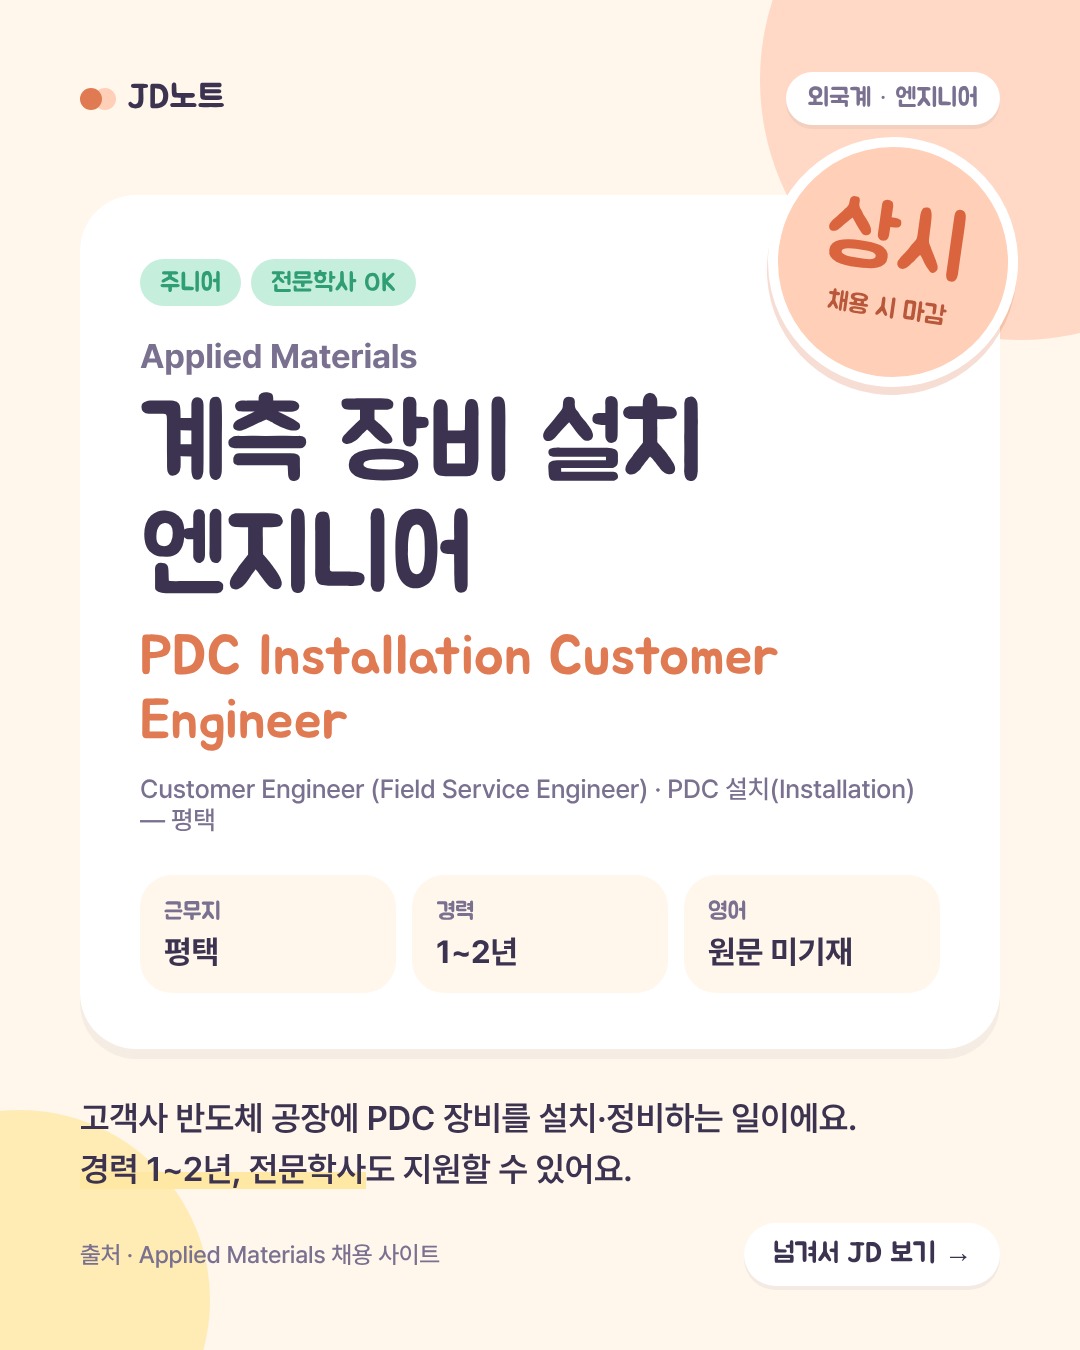 JD노트
외국계 · 엔지니어
상시
채용 시 마감
주니어
전문학사 OK
Applied Materials
계측 장비 설치
엔지니어
PDC Installation Customer
Engineer
Customer Engineer (Field Service Engineer) · PDC 설치(Installation)
— 평택
근무지
평택
경력
1~2년
영어
원문 미기재
고객사 반도체 공장에 PDC 장비를 설치·정비하는 일이에요.
경력 1~2년, 전문학사도 지원할 수 있어요.
출처 · Applied Materials 채용 사이트
넘겨서 JD 보기 →